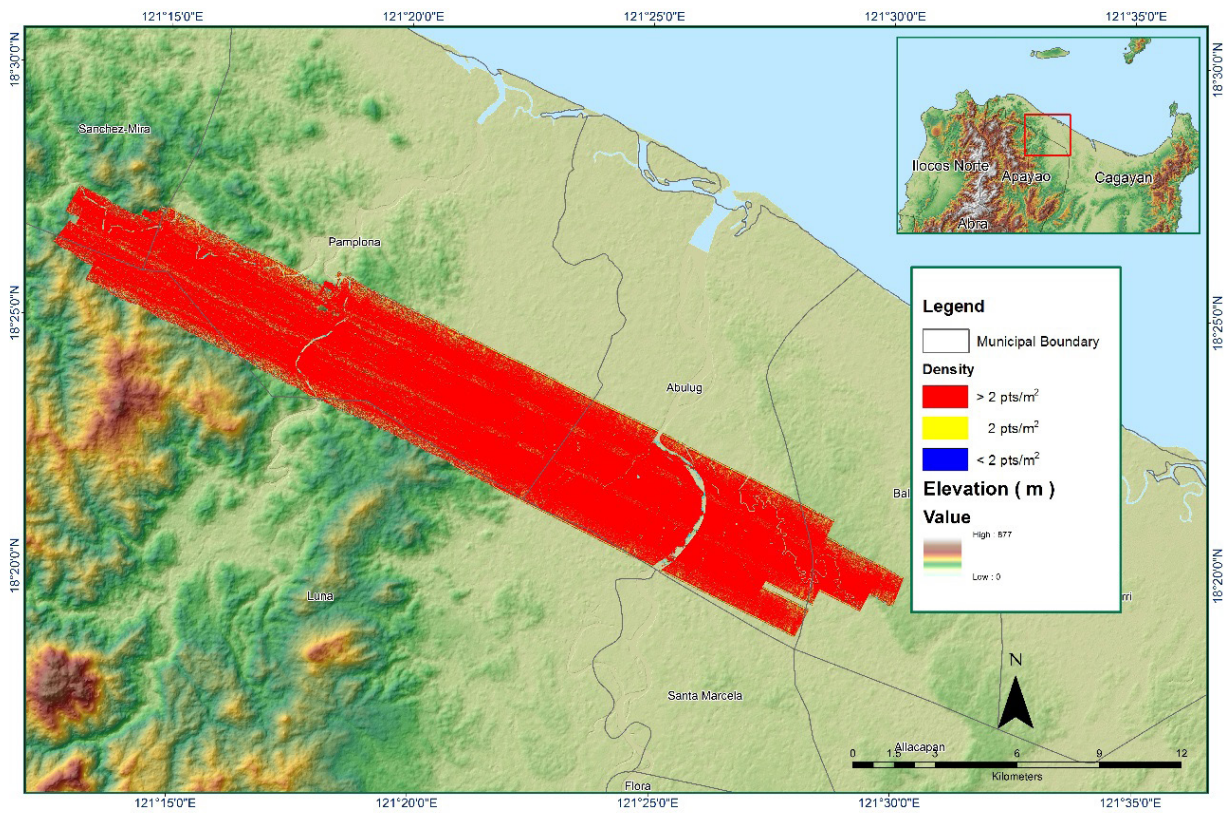 121°15'0"E 121°20'0"E 121°25'0"E 121°30'0"E 121°35'0"E
18°30'0"N 18°30'0"N
Sanchez-Mira
Ilocos Norte
Apayao
Cagayan
Abra
Pamplona
18°25'0"N 18°25'0"N
Legend
Municipal Boundary
Density
> 2 pts/m²
2 pts/m²
< 2 pts/m²
Elevation ( m )
Value
High : 877
Low : 0
Abulug
Bal
18°20'0"N 18°20'0"N
Luna
rri
Santa Marcela
N
Allacapan
0 1.5 3 6 9 12
Kilometers
Flora
121°15'0"E 121°20'0"E 121°25'0"E 121°30'0"E 121°35'0"E